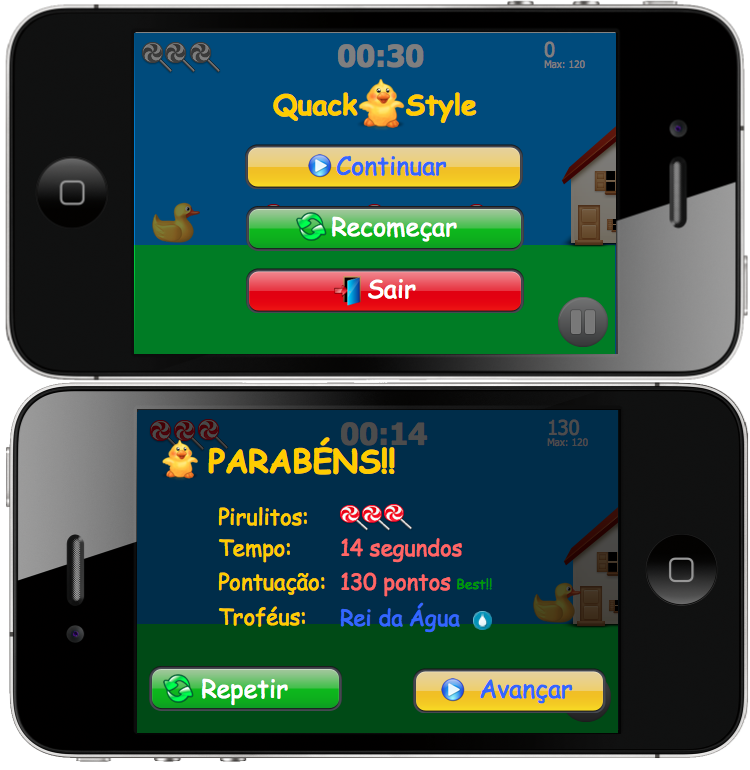 00:30
0
Max: 120
Quack Style
Continuar
Recomeçar
Sair
00:14
130
Max: 120
PARABÉNS!!
Pirulitos:
Tempo: 14 segundos
Pontuação: 130 pontos Best!!
Troféus: Rei da Água
Repetir
Avançar